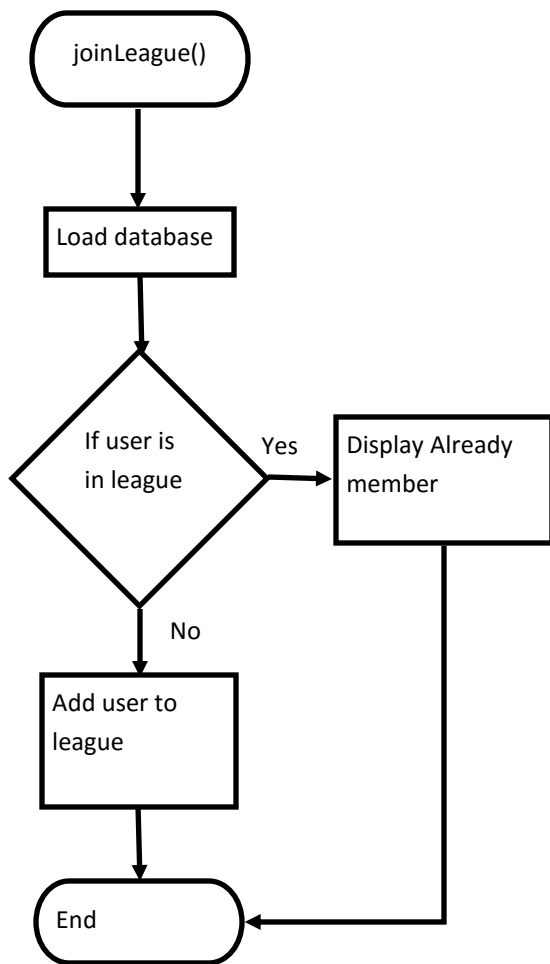 joinLeague()
Load database
If user is
in league
Yes
Display Already
member
No
Add user to
league
End